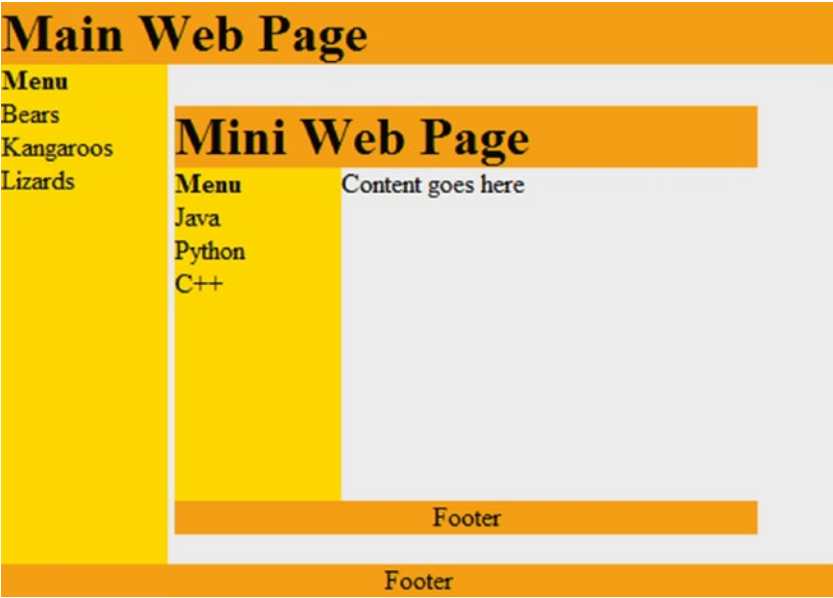 Main Web Page
Menu
Bears
Kangaroos
Lizards
Mini Web Page
Menu
Java
Python
C++
Content goes here
Footer
Footer